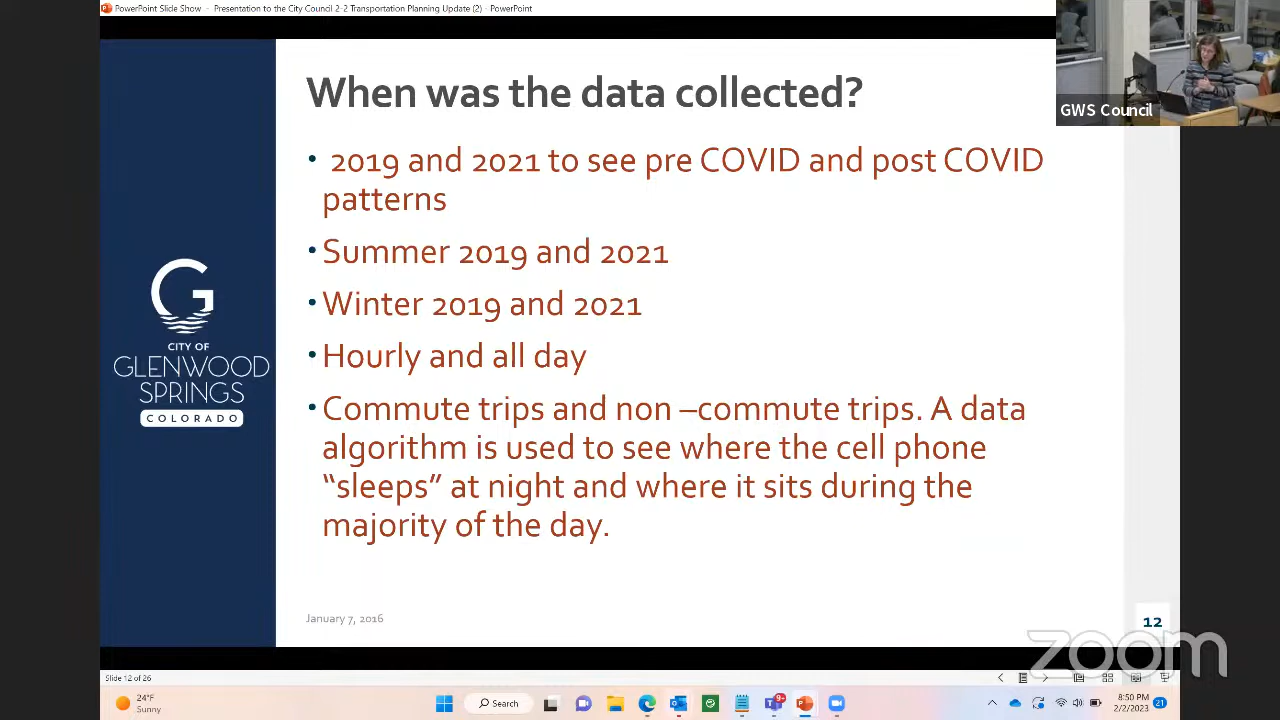 PowerPoint Slide Show - Presentation to the City Council 2-2 Transportation Planning Update (2) - PowerPoint
GWS Council
When was the data collected?
• 2019 and 2021 to see pre COVID and post COVID
patterns
• Summer 2019 and 2021
• Winter 2019 and 2021
• Hourly and all day
• Commute trips and non –commute trips. A data
algorithm is used to see where the cell phone
“sleeps” at night and where it sits during the
majority of the day.
G
CITY OF
GLENWOOD
SPRINGS
COLORADO
January 7, 2016
12
zoom
Slide 12 of 26
24°F
Sunny
Search
9+
8:50 PM
2/2/2023
21